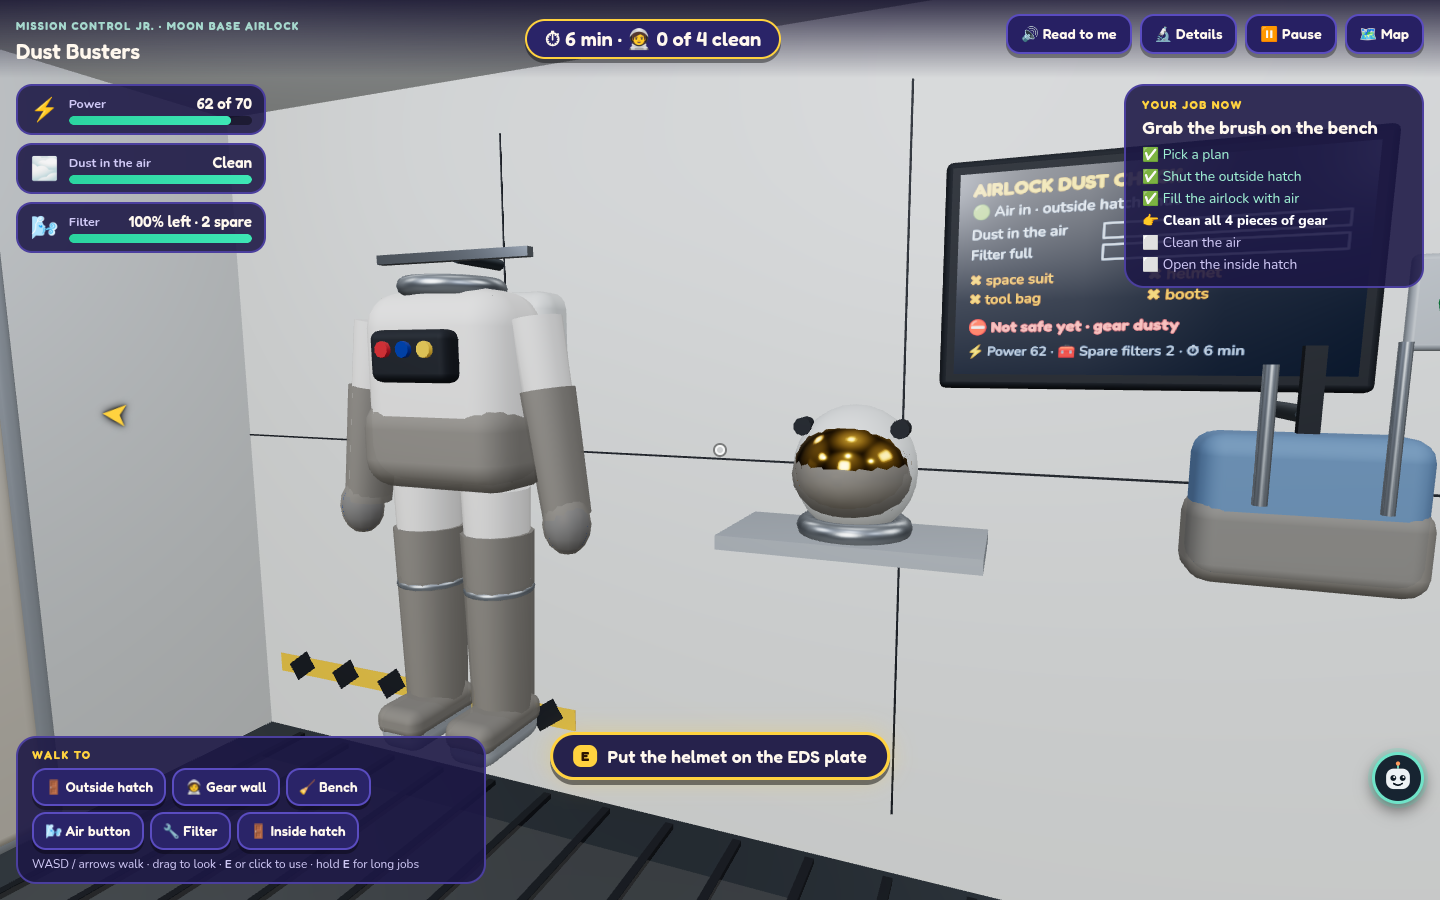 MISSION CONTROL JR. · MOON BASE AIRLOCK
Dust Busters
6 min · 0 of 4 clean
Read to me
Details
Pause
Map
Power 62 of 70
Dust in the air Clean
Filter 100% left · 2 spare
YOUR JOB NOW
Grab the brush on the bench
Pick a plan
Shut the outside hatch
Fill the airlock with air
Clean all 4 pieces of gear
Clean the air
Open the inside hatch
AIRLOCK DUST
Air in · outside
Dust in the air
Filter full
✖ space suit
✖ helmet
✖ tool bag
✖ boots
Not safe yet · gear dusty
Power 62 · Spare filters 2 · 6 min
E Put the helmet on the EDS plate
WALK TO
Outside hatch
Gear wall
Bench
Air button
Filter
Inside hatch
WASD / arrows walk · drag to look · E or click to use · hold E for long jobs